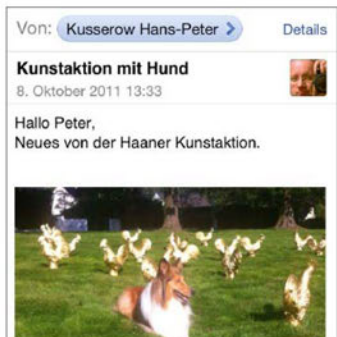 Von: Kusserow Hans-Peter Details
Kunstaktion mit Hund
8. Oktober 2011 13:33
Hallo Peter,
Neues von der Haaner Kunstaktion.